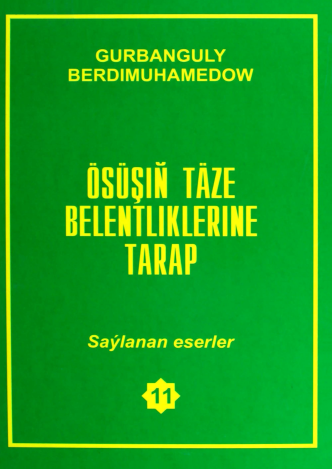 GURBANGULY
BERDIMUHAMEDOW
ÖSÜŞIŇ TÄZE
BELENTLIKLERINE
TARAP
Saýlanan eserler
11